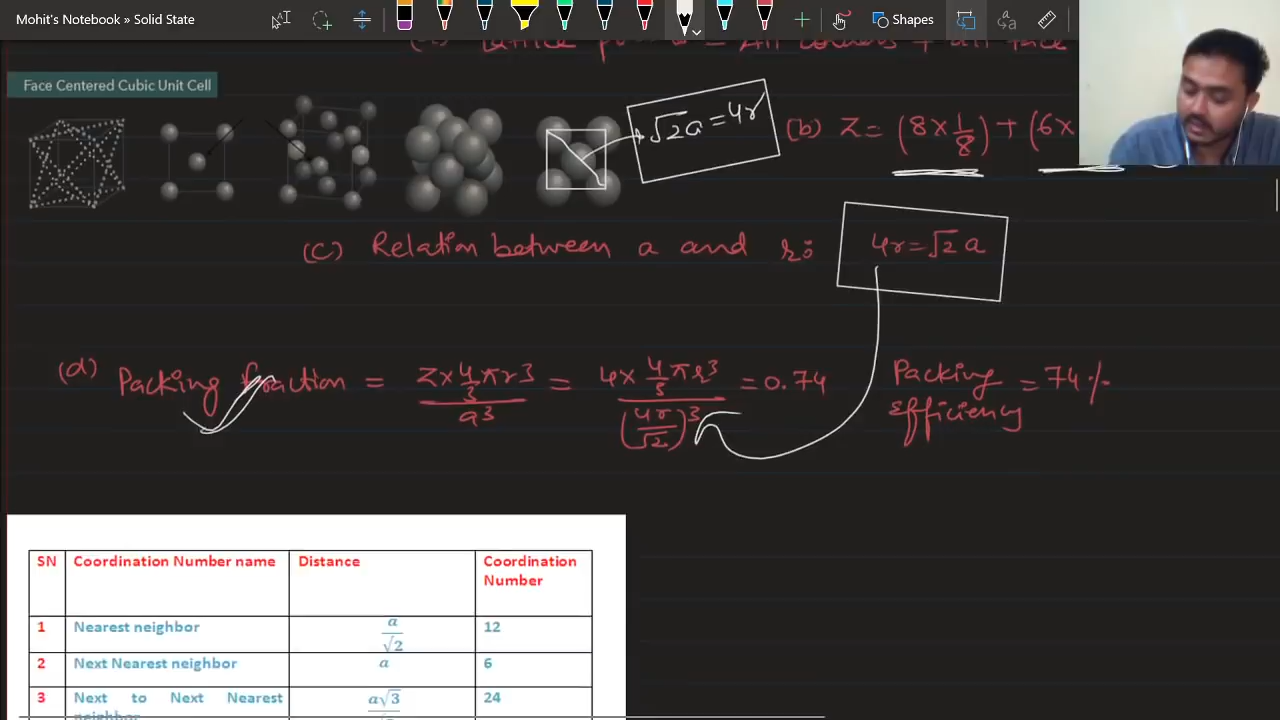 Mohit's Notebook » Solid State
Shapes
Face Centered Cubic Unit Cell
√2a = 4r
(b) Z = (8 × 1/8) + (6 ×
(c) Relation between a and r: 4r = √2 a
(d) Packing fraction = Z × 4/3 πr³ / a³ = 4 × 4/3 πr³ / (4r/√2)³ = 0.74
Packing efficiency = 74%
SN Coordination Number name Distance Coordination Number
1 Nearest neighbor a/√2 12
2 Next Nearest neighbor a 6
3 Next to Next Nearest a√3 24